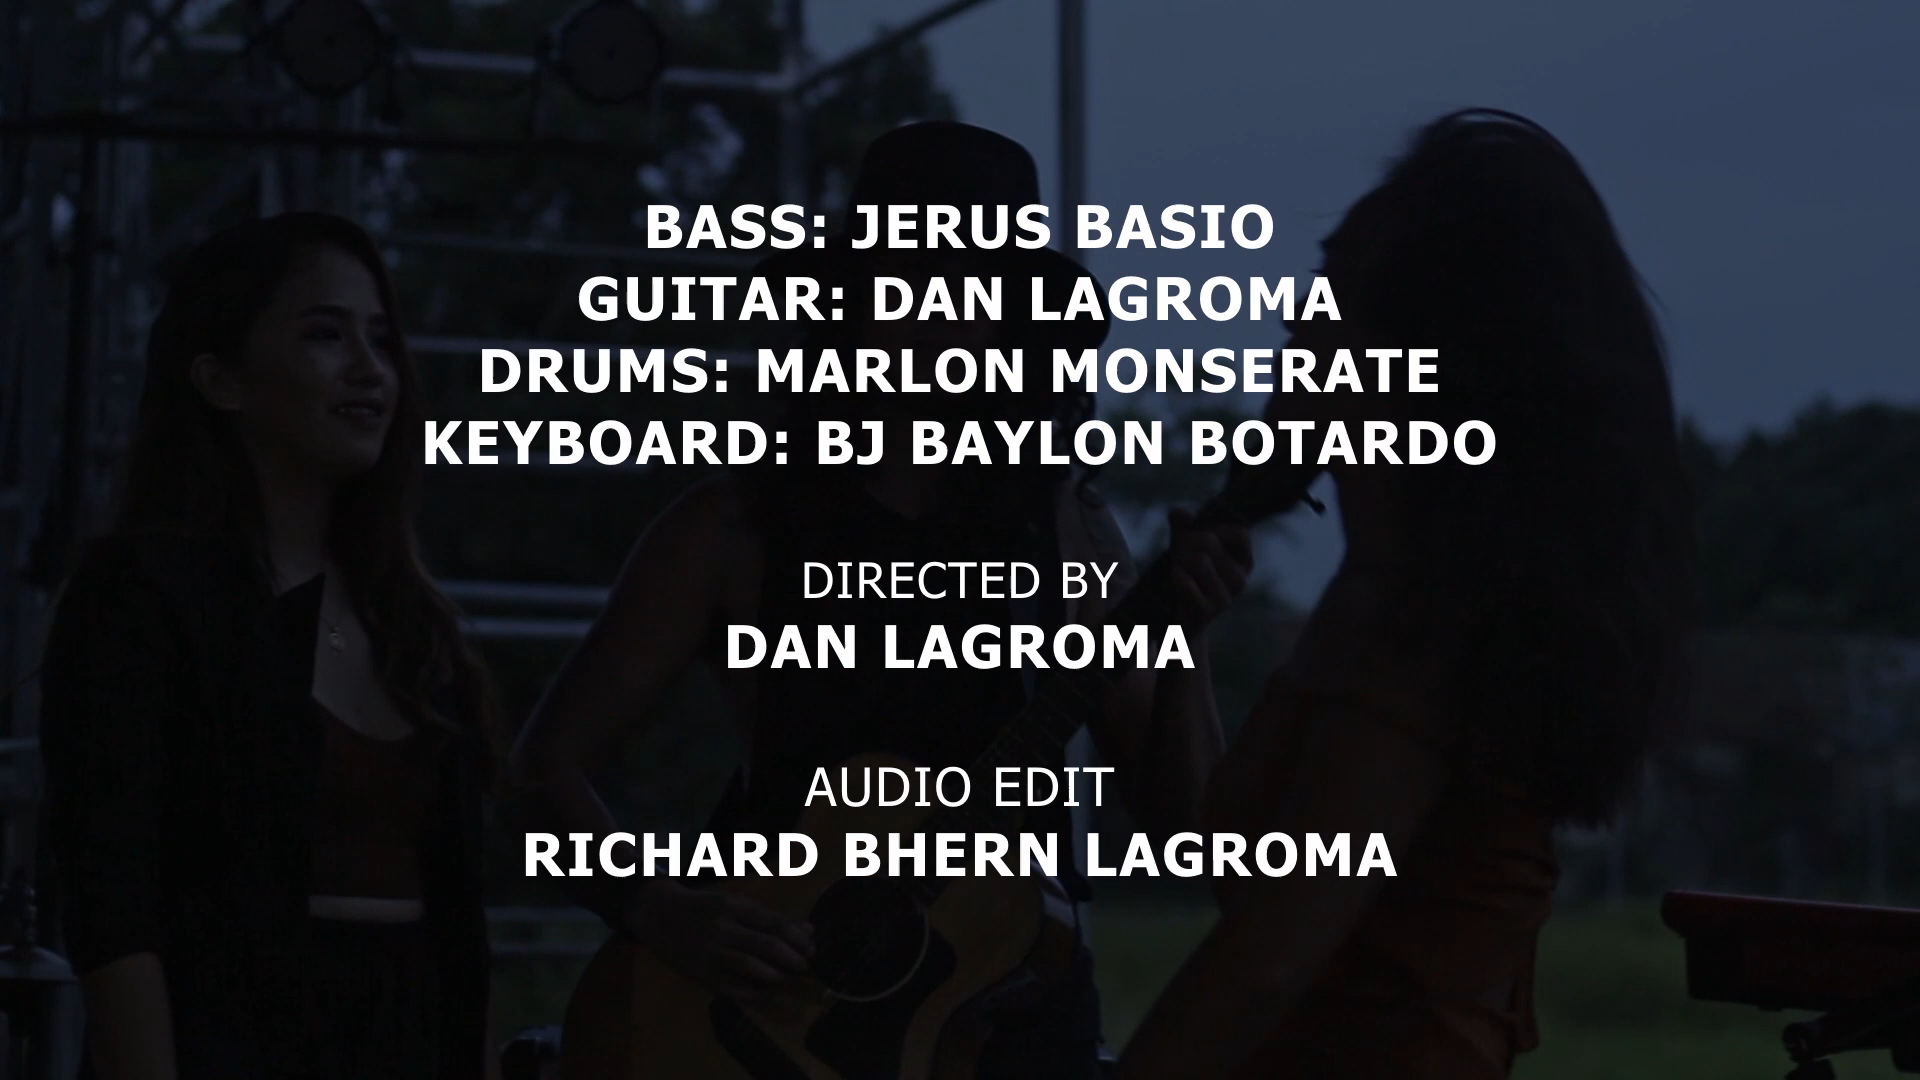 BASS: JERUS BASIO
GUITAR: DAN LAGROMA
DRUMS: MARLON MONSERATE
KEYBOARD: BJ BAYLON BOTARDO
DIRECTED BY
DAN LAGROMA
AUDIO EDIT
RICHARD BHERN LAGROMA